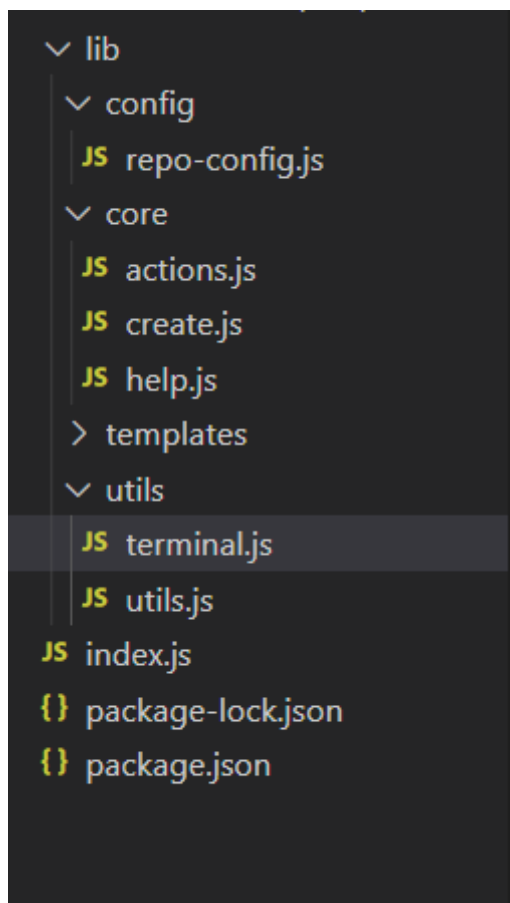 lib
config
JS repo-config.js
core
JS actions.js
JS create.js
JS help.js
templates
utils
JS terminal.js
JS utils.js
JS index.js
{} package-lock.json
{} package.json